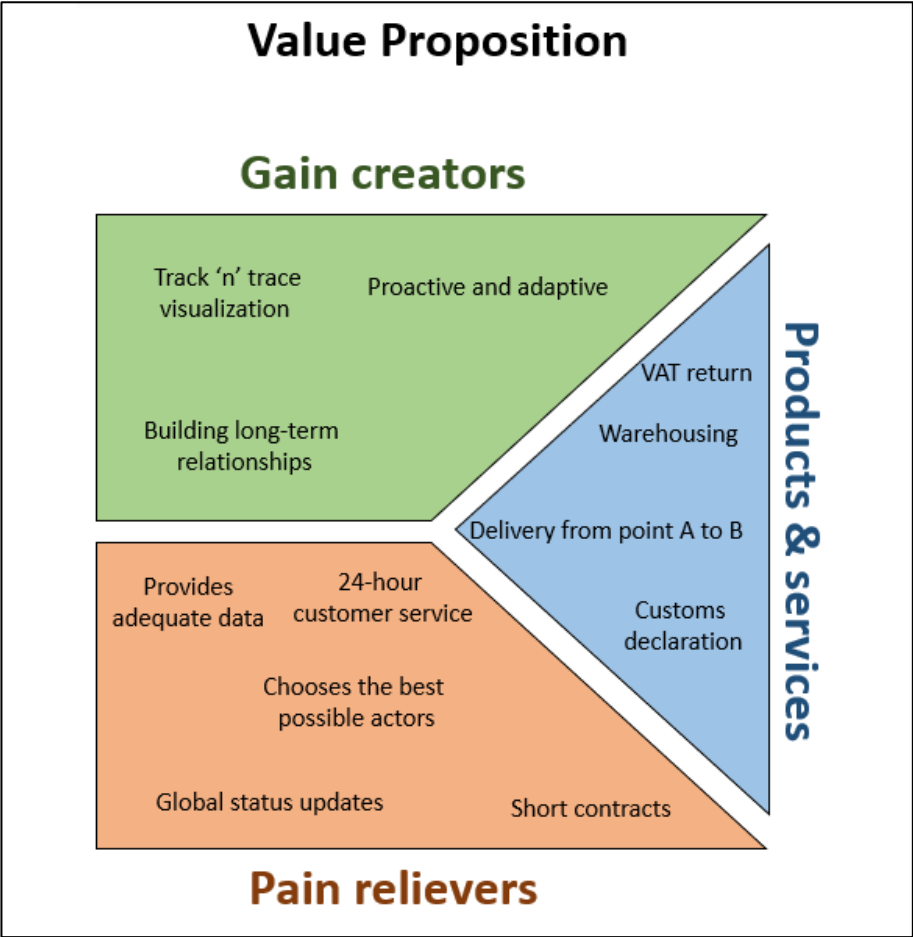 Value Proposition
Gain creators
Track ‘n’ trace
visualization
Proactive and adaptive
Building long-term
relationships
VAT return
Warehousing
Delivery from point A to B
Customs
declaration
Products & services
Provides
adequate data
24-hour
customer service
Chooses the best
possible actors
Global status updates
Short contracts
Pain relievers